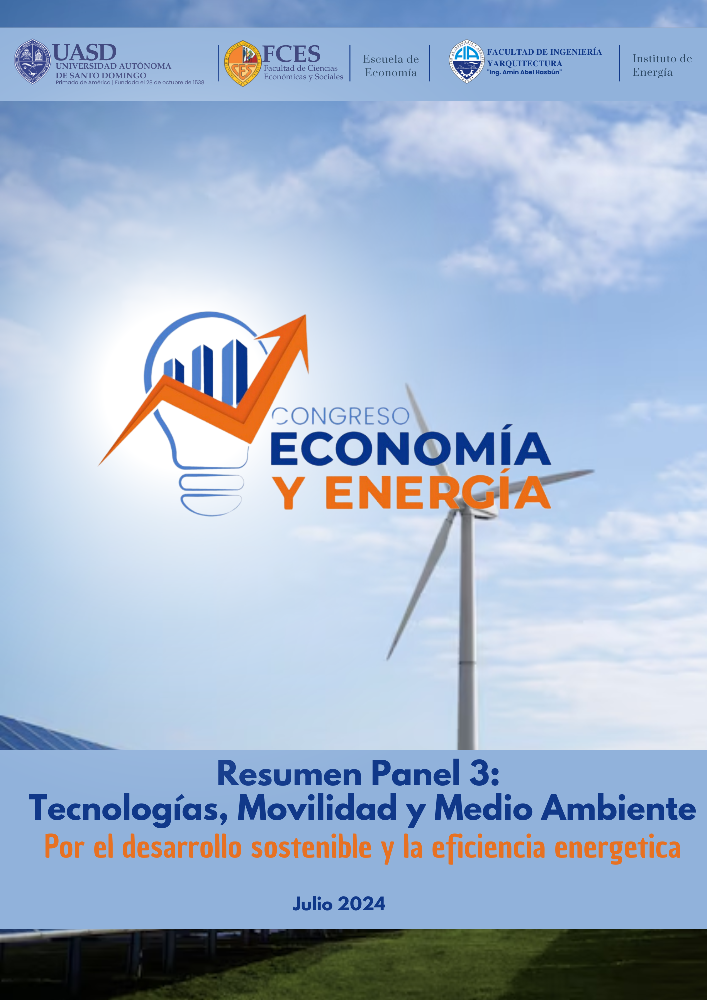 UASD
UNIVERSIDAD AUTÓNOMA
DE SANTO DOMINGO
Primada de América | Fundada el 28 de octubre de 1538
FCES
Facultad de Ciencias
Económicas y Sociales
CES
Escuela de
Economía
FIA
FACULTAD DE INGENIERÍA
YARQUITECTURA
"Ing. Amin Abel Hasbún"
Instituto de
Energía
CONGRESO
ECONOMÍA
Y ENERGÍA
Resumen Panel 3:
Tecnologías, Movilidad y Medio Ambiente
Por el desarrollo sostenible y la eficiencia energetica
Julio 2024